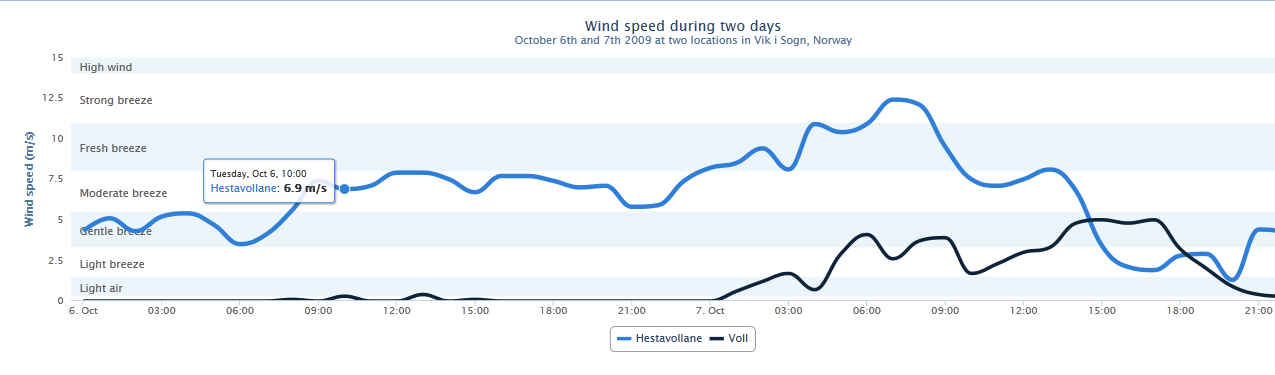 Wind speed during two days
October 6th and 7th 2009 at two locations in Vik i Sogn, Norway
Wind speed (m/s)
15
12.5
10
7.5
5
2.5
0
High wind
Strong breeze
Fresh breeze
Moderate breeze
Gentle breeze
Light breeze
Light air
Tuesday, Oct 6, 10:00
Hestavollane: 6.9 m/s
6. Oct 03:00 06:00 09:00 12:00 15:00 18:00 21:00 7. Oct 03:00 06:00 09:00 12:00 15:00 18:00 21:00
Hestavollane Voll